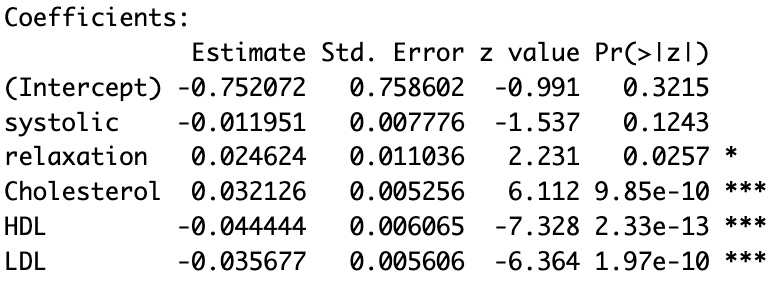 Coefficients:
Estimate Std. Error z value Pr(>|z|)
(Intercept) -0.752072 0.758602 -0.991 0.3215
systolic -0.011951 0.007776 -1.537 0.1243
relaxation 0.024624 0.011036 2.231 0.0257 *
Cholesterol 0.032126 0.005256 6.112 9.85e-10 ***
HDL -0.044444 0.006065 -7.328 2.33e-13 ***
LDL -0.035677 0.005606 -6.364 1.97e-10 ***